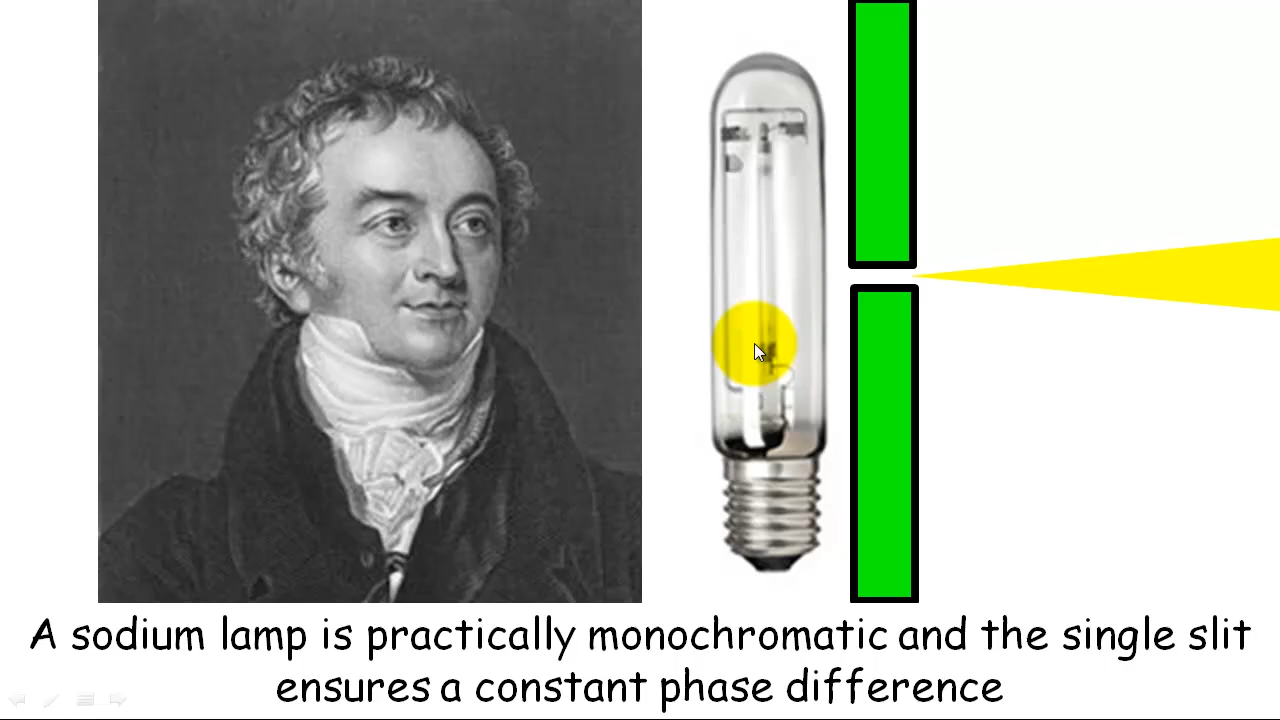 A sodium lamp is practically monochromatic and the single slit
ensures a constant phase difference